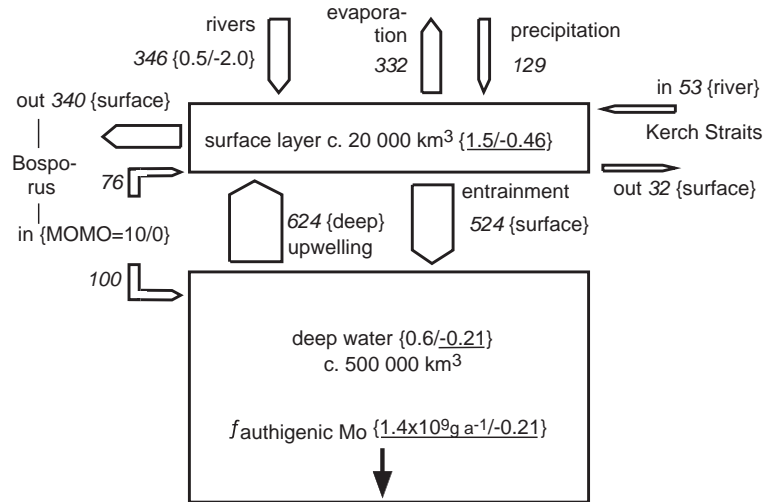 rivers
346 {0.5/-2.0}
evapora-
tion
332
precipitation
129
out 340 {surface}
in 53 {river}
surface layer c. 20 000 km³ {1.5/-0.46}
Kerch Straits
Bospo-
rus
76
out 32 {surface}
in {MOMO=10/0}
624 {deep}
upwelling
entrainment
524 {surface}
100
deep water {0.6/-0.21}
c. 500 000 km³
ƒauthigenic Mo {1.4x10⁹g a⁻¹/-0.21}